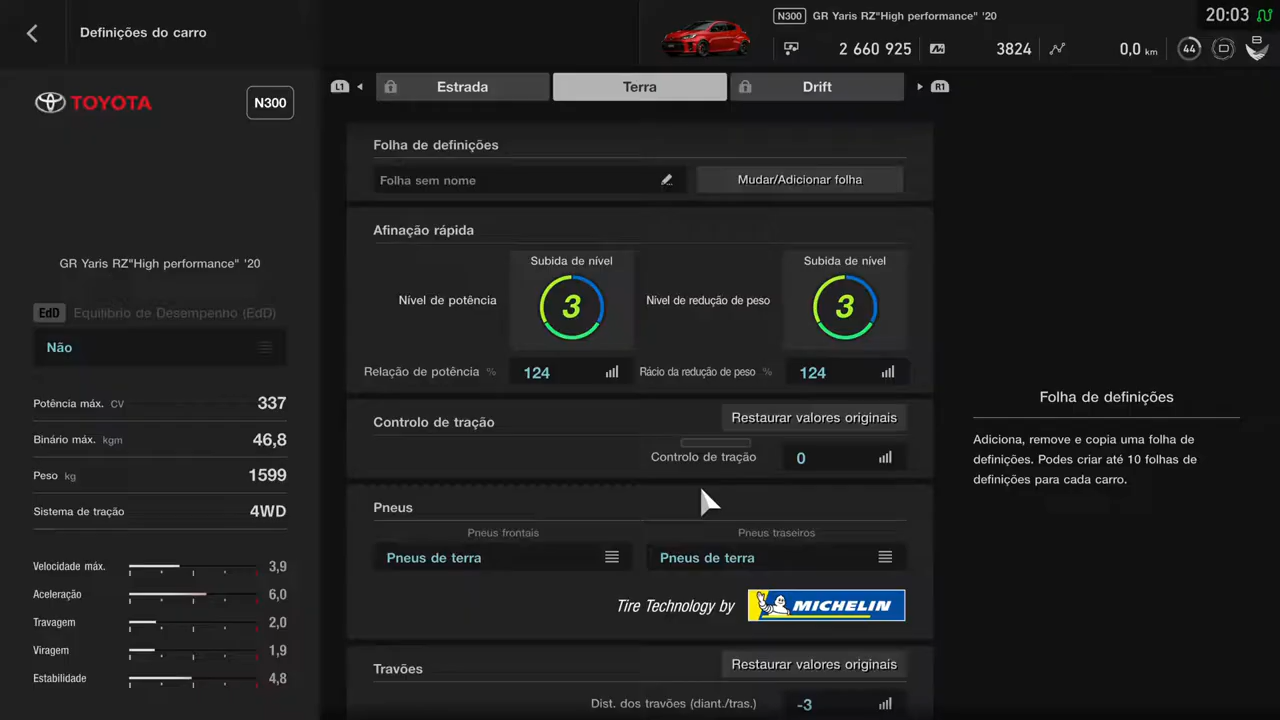 Definições do carro
N300 GR Yaris RZ"High performance" '20
20:03
2 660 925
3824
0,0 km
44
TOYOTA
N300
L1
Estrada
Terra
Drift
R1
Folha de definições
Folha sem nome
Mudar/Adicionar folha
Afinação rápida
Subida de nível
Subida de nível
Nível de potência
3
Nível de redução de peso
3
Relação de potência %
124
Rácio da redução de peso %
124
GR Yaris RZ"High performance" '20
EdD Equilíbrio de Desempenho (EdD)
Não
Potência máx. CV 337
Binário máx. kgm 46,8
Peso kg 1599
Sistema de tração 4WD
Velocidade máx. 3,9
Aceleração 6,0
Travagem 2,0
Viragem 1,9
Estabilidade 4,8
Controlo de tração
Restaurar valores originais
Controlo de tração
0
Pneus
Pneus frontais
Pneus traseiros
Pneus de terra
Pneus de terra
Tire Technology by MICHELIN
Travões
Restaurar valores originais
Dist. dos travões (diant./tras.)
-3
Folha de definições
Adiciona, remove e copia uma folha de
definições. Podes criar até 10 folhas de
definições para cada carro.